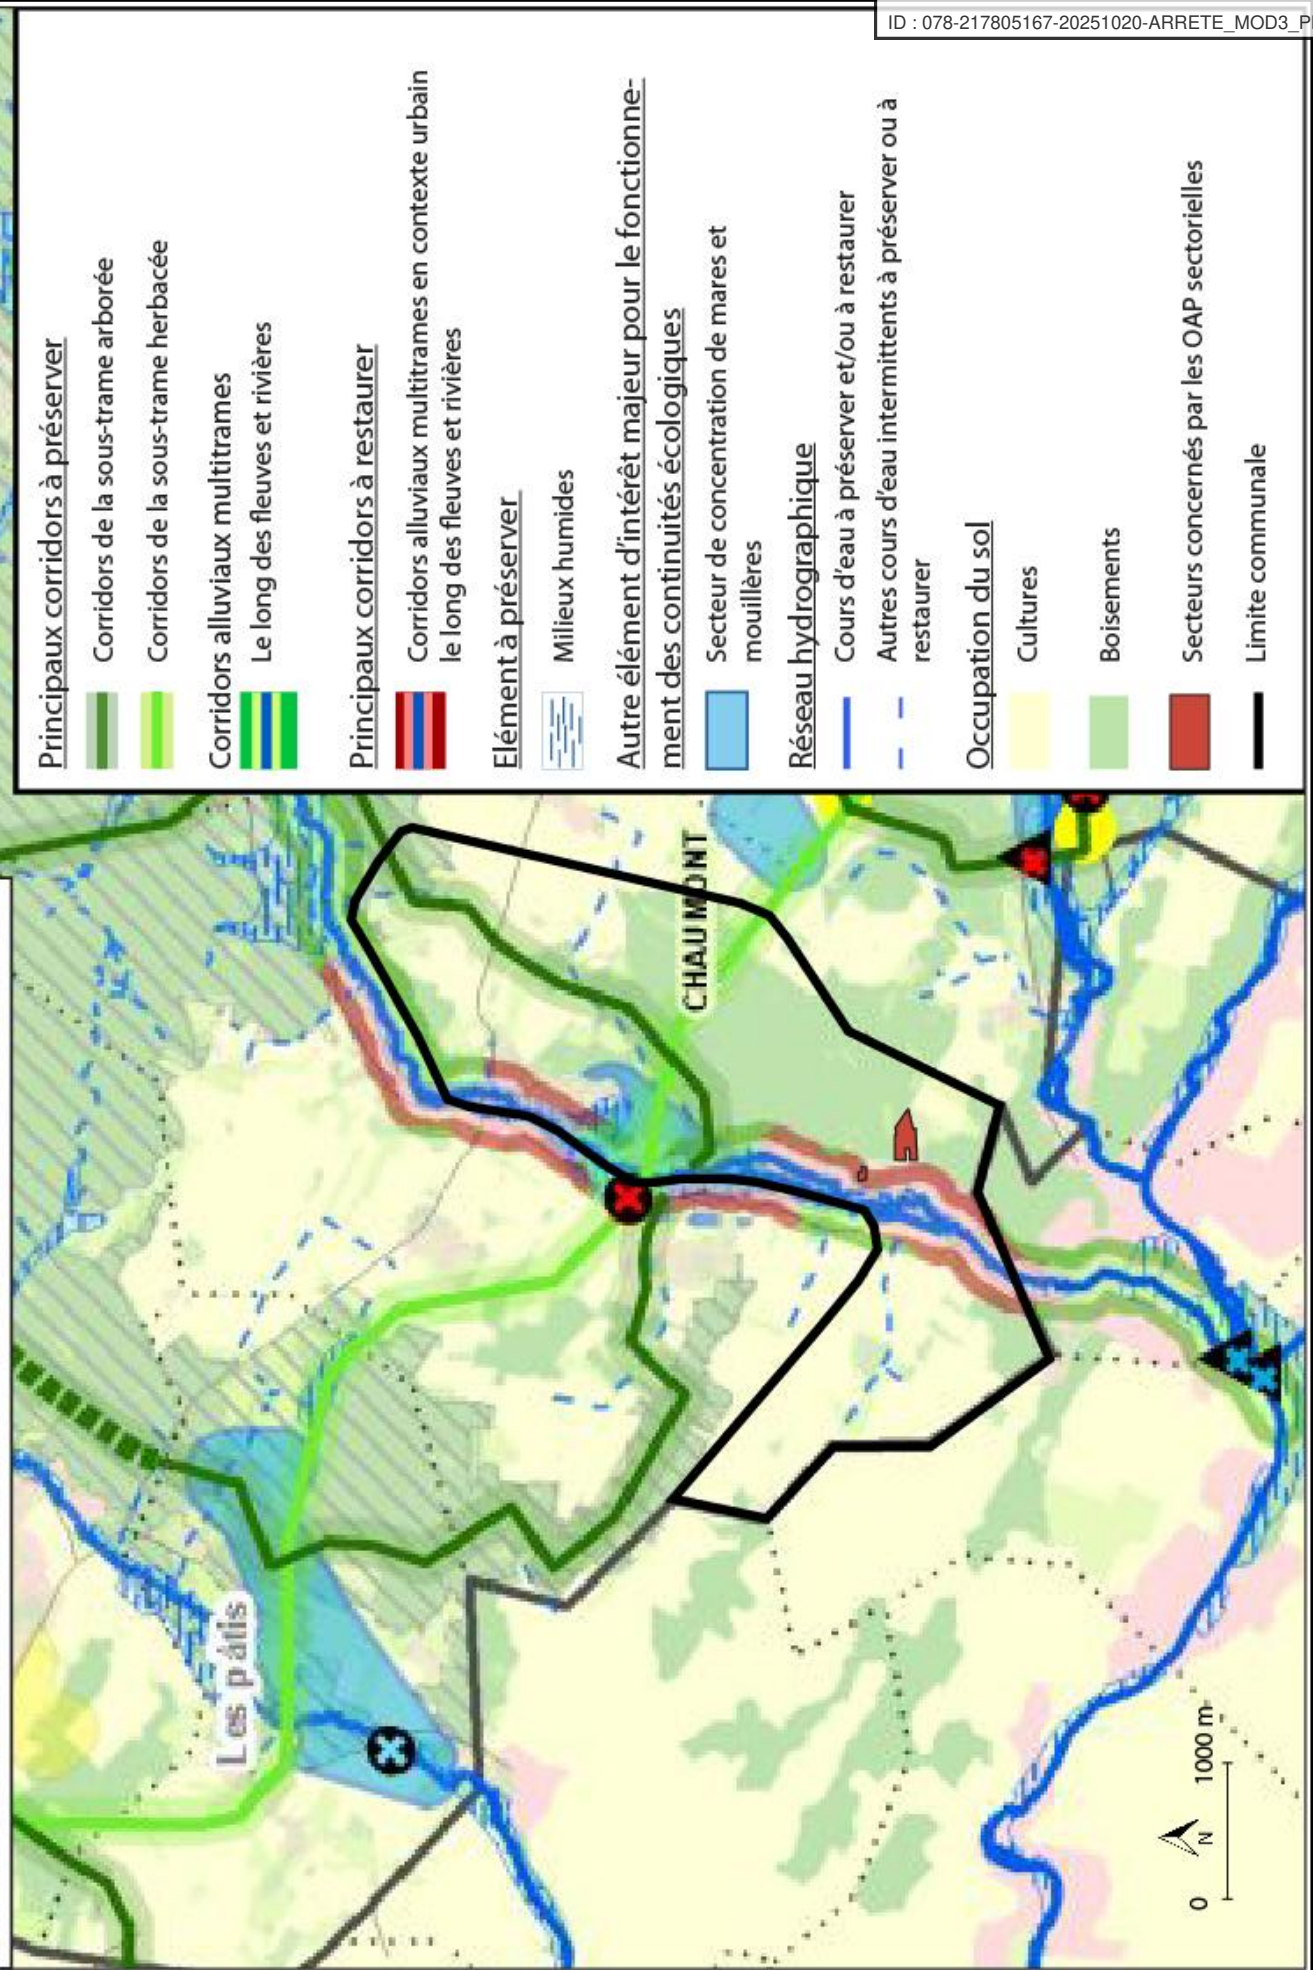 ID : 078-217805167-20251020-ARRETE_MOD3_P
Principaux corridors à préserver
Corridors de la sous-trame arborée
Corridors de la sous-trame herbacée
Corridors alluviaux multitrames
Le long des fleuves et rivières
Principaux corridors à restaurer
Corridors alluviaux multitrames en contexte urbain
le long des fleuves et rivières
Elément à préserver
Milieux humides
Autre élément d'intérêt majeur pour le fonctionne-
ment des continuités écologiques
Secteur de concentration de mares et
mouillères
Réseau hydrographique
Cours d'eau à préserver et/ou à restaurer
Autres cours d'eau intermittents à préserver ou à
restaurer
Occupation du sol
Cultures
Boisements
Secteurs concernés par les OAP sectorielles
Limite communale
Les pâtis
CHAUMONT
N
0 1000 m